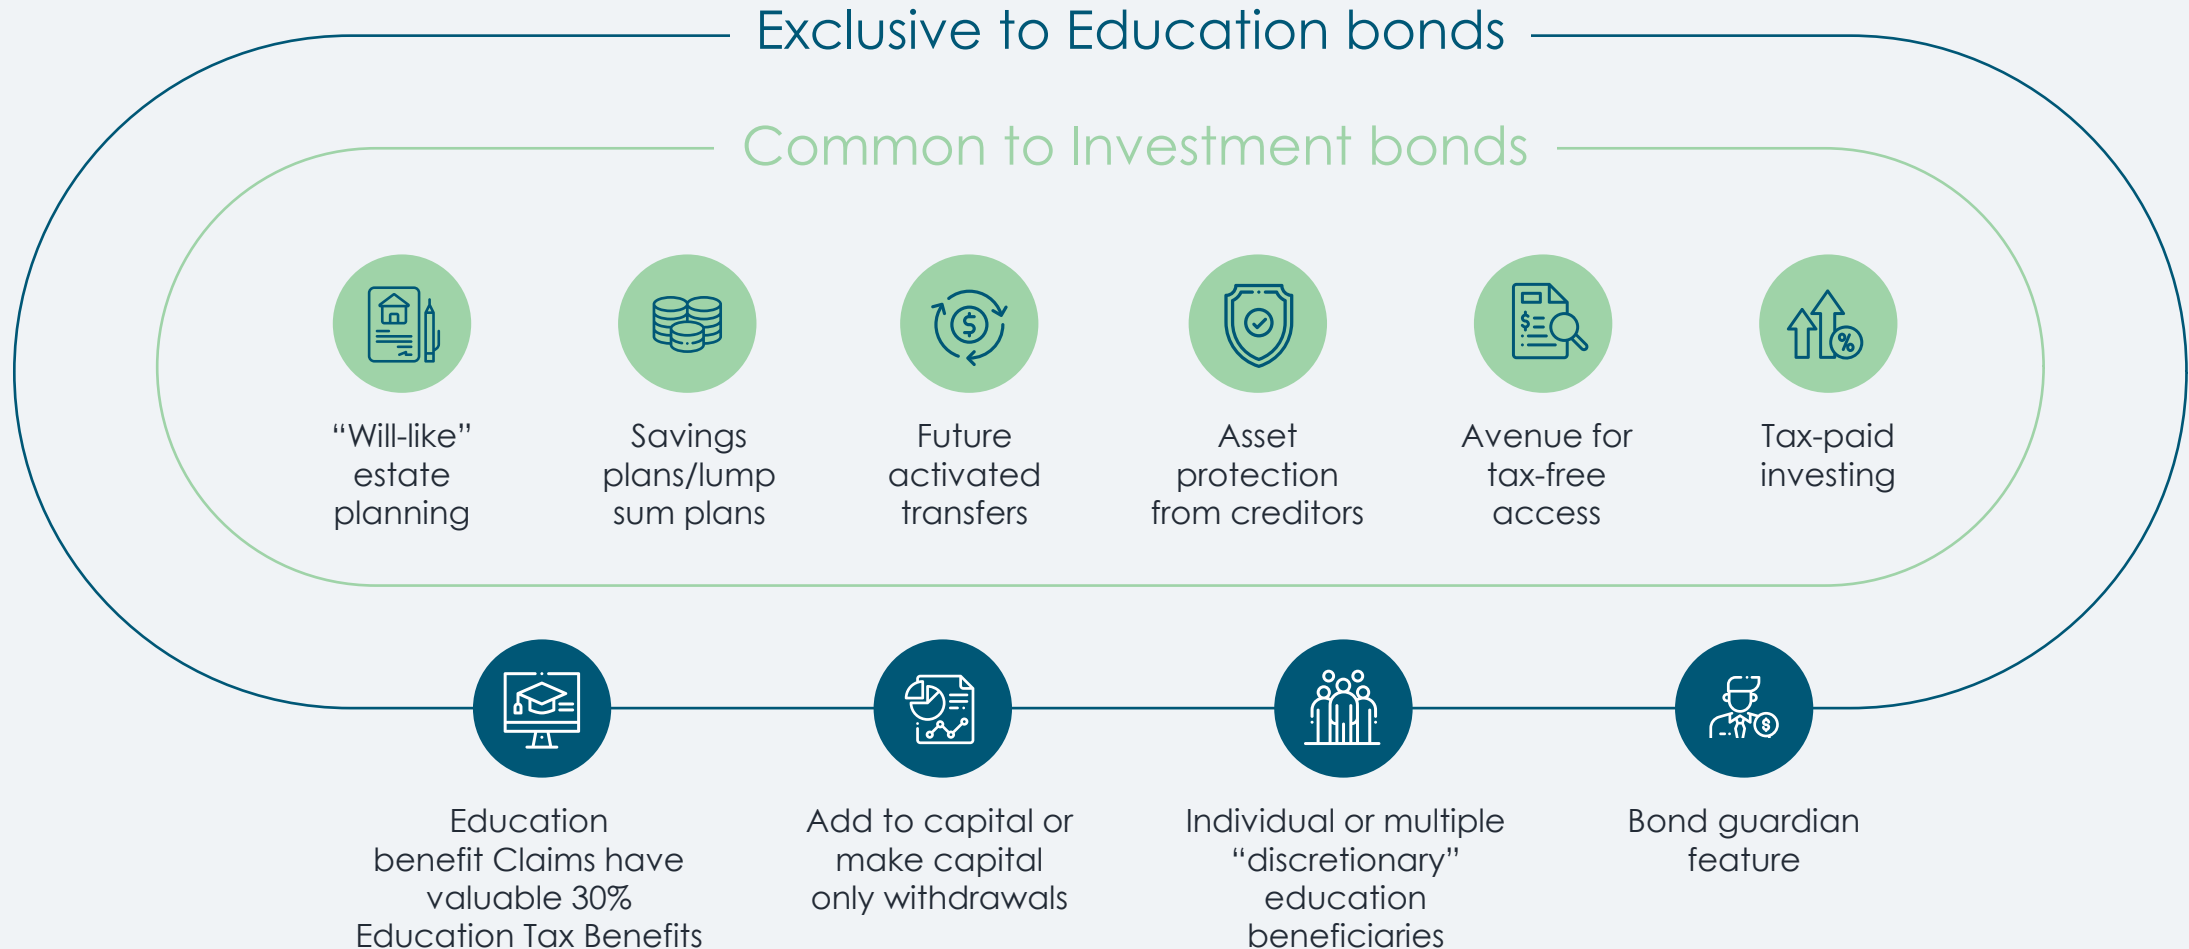 Exclusive to Education bonds
Common to Investment bonds
“Will-like”
estate
planning
Savings
plans/lump
sum plans
Future
activated
transfers
Asset
protection
from creditors
Avenue for
tax-free
access
Tax-paid
investing
Education
benefit Claims have
valuable 30%
Education Tax Benefits
Add to capital or
make capital
only withdrawals
Individual or multiple
“discretionary”
education
beneficiaries
Bond guardian
feature